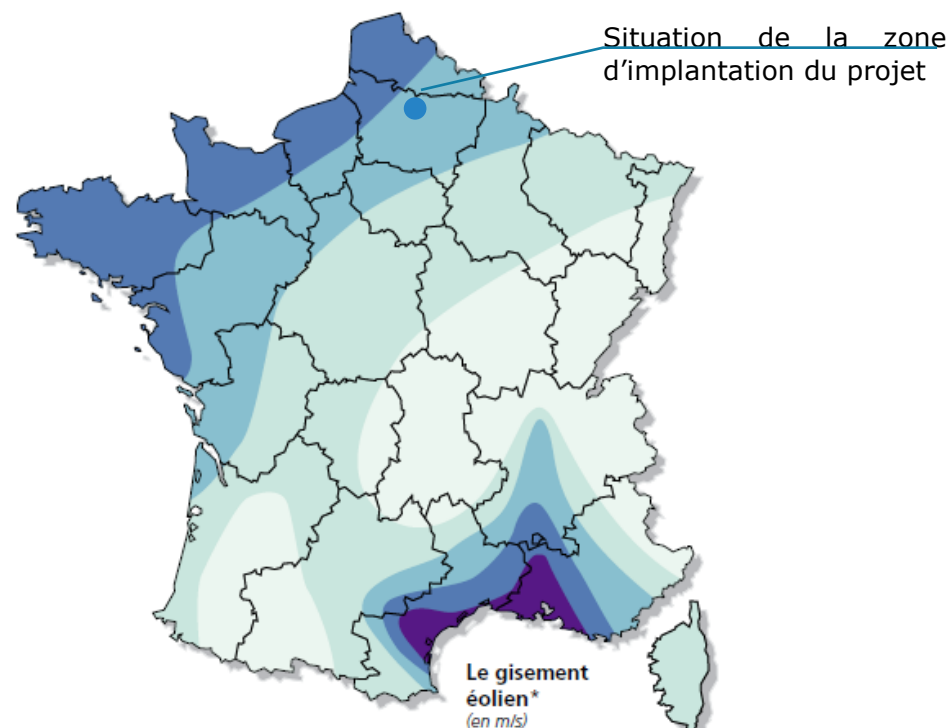 Situation de la zone
d’implantation du projet
Le gisement
éolien*
(en m/s)